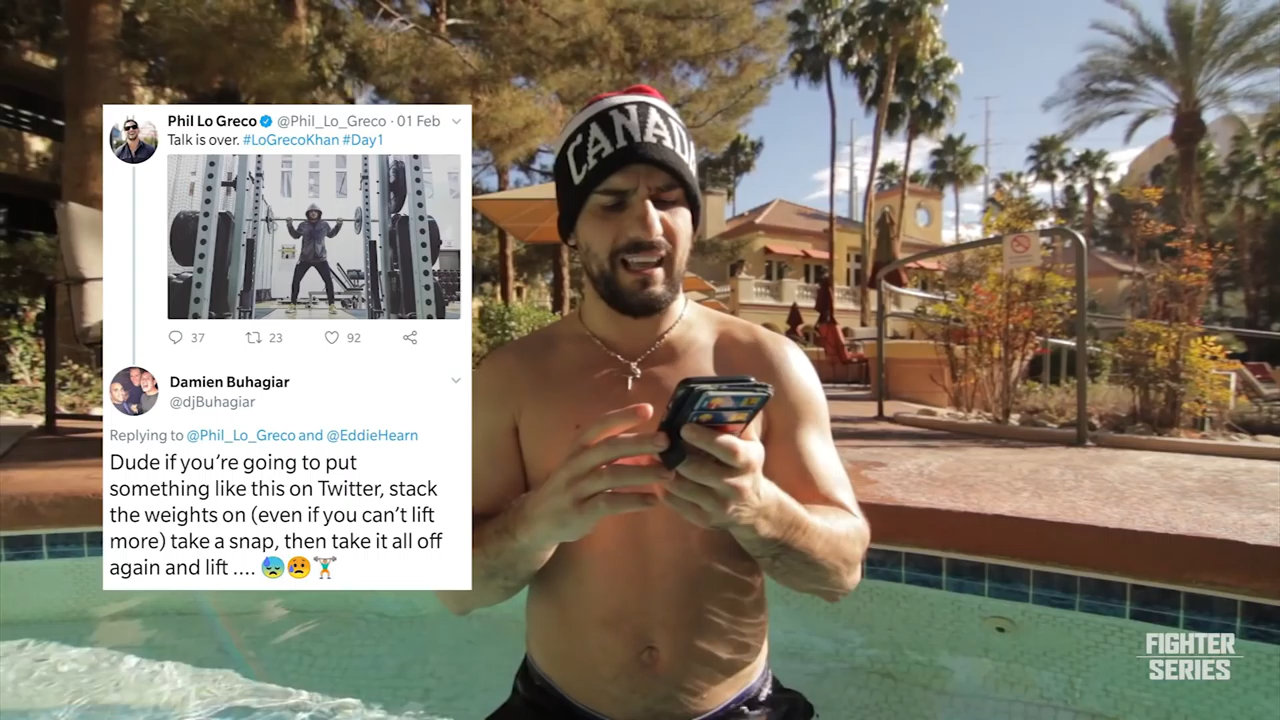 Phil Lo Greco @Phil_Lo_Greco · 01 Feb
Talk is over. #LoGrecoKhan #Day1
37 23 92
Damien Buhagiar
@djBuhagiar
Replying to @Phil_Lo_Greco and @EddieHearn
Dude if you’re going to put
something like this on Twitter, stack
the weights on (even if you can’t lift
more) take a snap, then take it all off
again and lift .... 😓😥🏋
CANADA
FIGHTER
SERIES